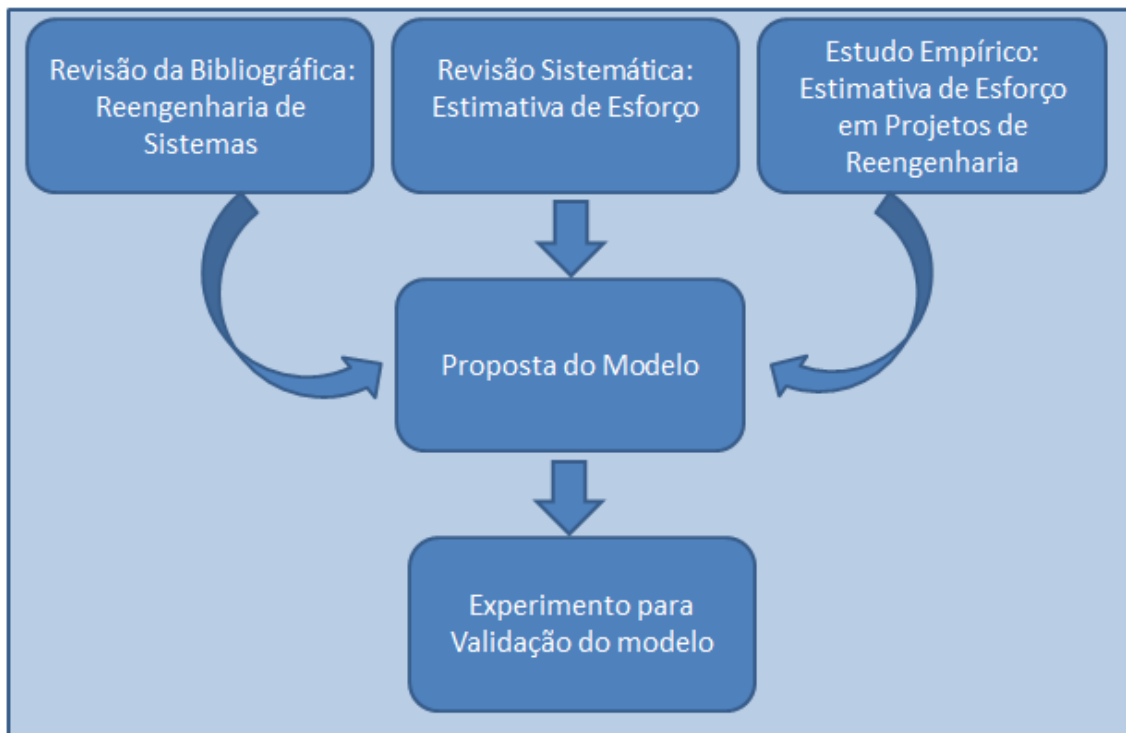 Revisão da Bibliográfica:
Reengenharia de
Sistemas
Revisão Sistemática:
Estimativa de Esforço
Estudo Empírico:
Estimativa de Esforço
em Projetos de
Reengenharia
Proposta do Modelo
Experimento para
Validação do modelo